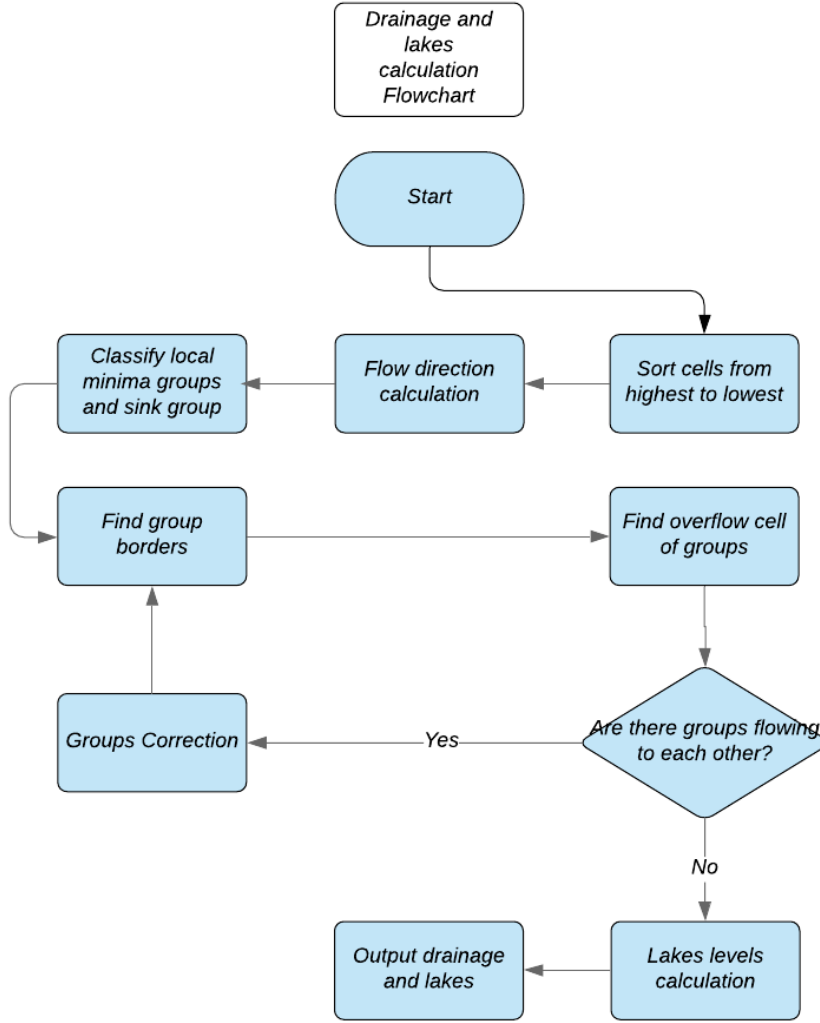 Drainage and
lakes
calculation
Flowchart
Start
Classify local
minima groups
and sink group
Flow direction
calculation
Sort cells from
highest to lowest
Find group
borders
Find overflow cell
of groups
Groups Correction
Yes
Are there groups flowing
to each other?
No
Output drainage
and lakes
Lakes levels
calculation